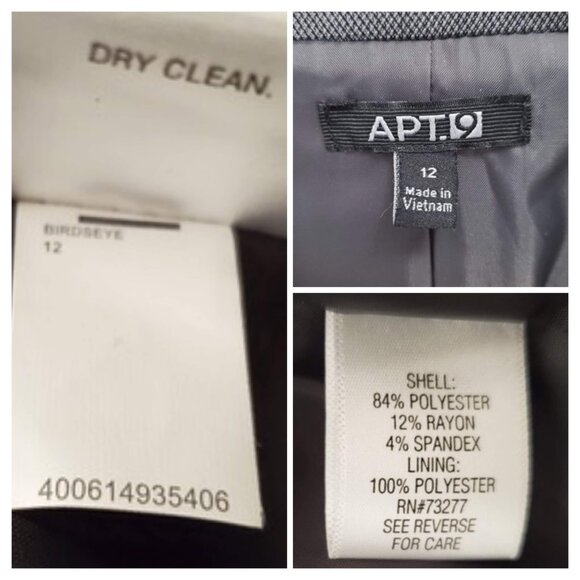 DRY CLEAN.
BIRDSEYE
12
400614935406
APT.9
12
Made in
Vietnam
SHELL:
84% POLYESTER
12% RAYON
4% SPANDEX
LINING:
100% POLYESTER
RN#73277
SEE REVERSE
FOR CARE